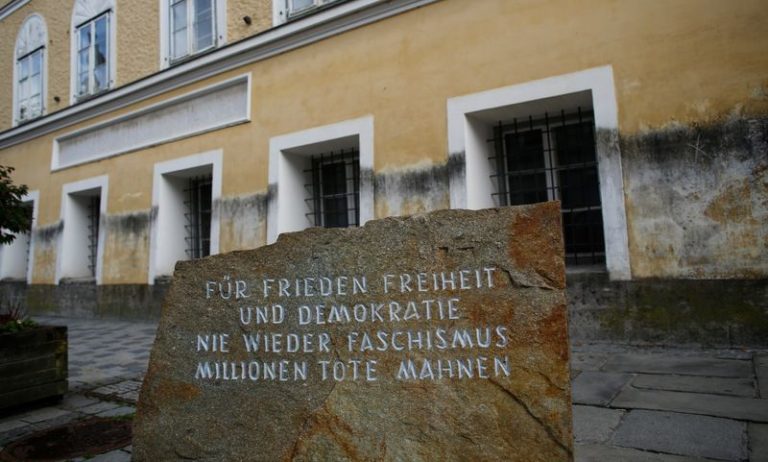 FÜR FRIEDEN FREIHEIT
UND DEMOKRATIE
NIE WIEDER FASCHISMUS
MILLIONEN TOTE MAHNEN